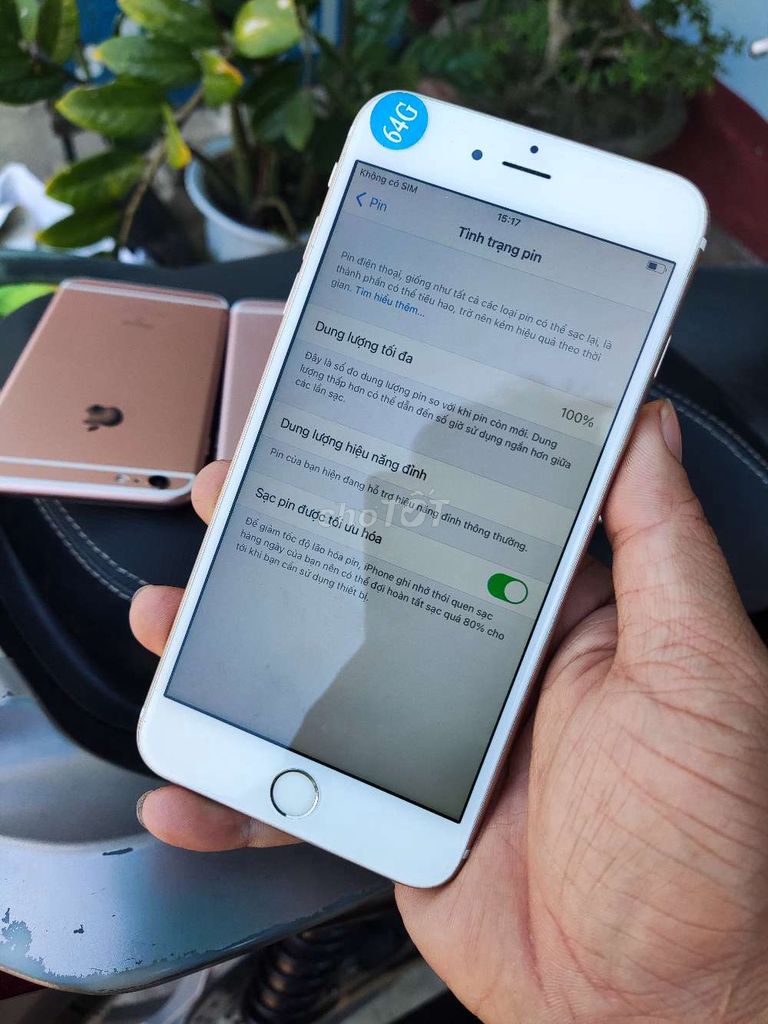 64G
Không có SIM
15:17
Pin
Tình trạng pin
Pin điện thoại, giống như tất cả các loại pin có thể sạc lại, là
thành phần có thể tiêu hao, trở nên kém hiệu quả theo thời
gian. Tìm hiểu thêm...
Dung lượng tối đa
100%
Đây là số đo dung lượng pin so với khi pin còn mới. Dung
lượng thấp hơn có thể dẫn đến số giờ sử dụng ngắn hơn giữa
các lần sạc.
Dung lượng hiệu năng đỉnh
Pin của bạn hiện đang hỗ trợ hiệu năng đỉnh thông thường.
choTỐT
Sạc pin được tối ưu hóa
Để giảm tốc độ lão hóa pin, iPhone ghi nhớ thói quen sạc
hàng ngày của bạn nên có thể đợi hoàn tất sạc quá 80% cho
tới khi bạn cần sử dụng thiết bị.